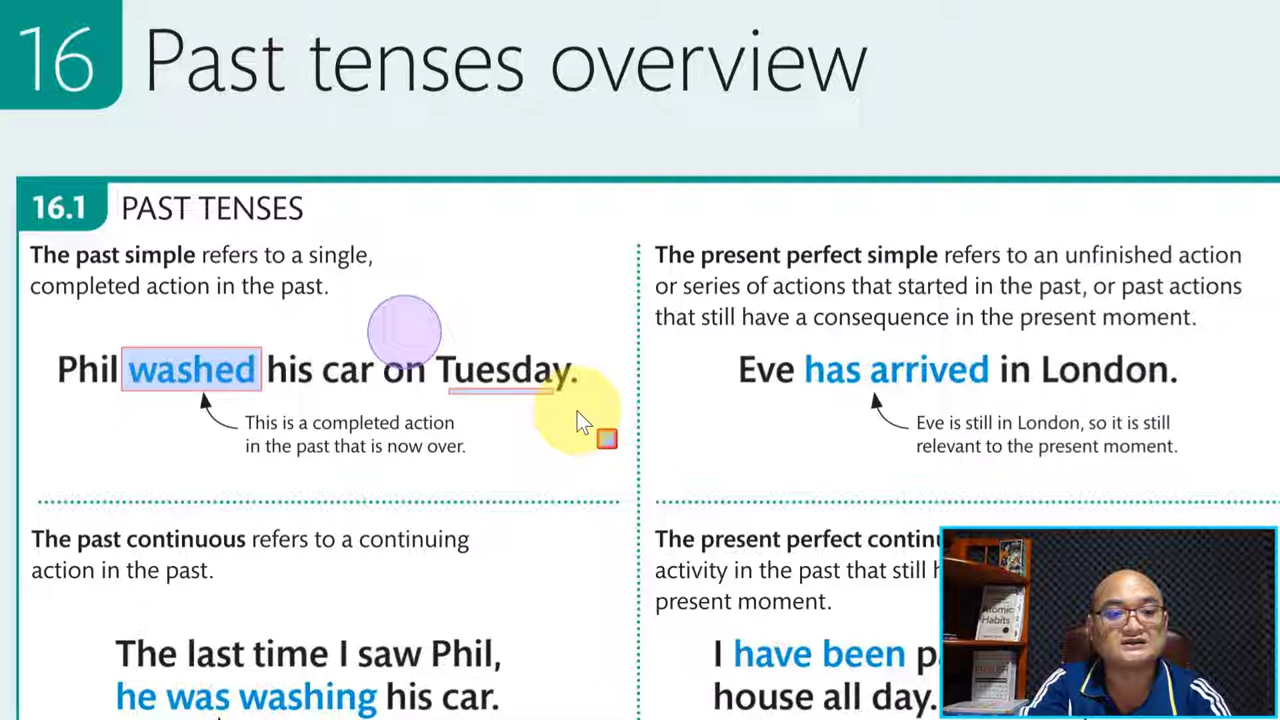 16 Past tenses overview
16.1 PAST TENSES
The past simple refers to a single,
completed action in the past.
Phil washed his car on Tuesday.
This is a completed action
in the past that is now over.
The present perfect simple refers to an unfinished action
or series of actions that started in the past, or past actions
that still have a consequence in the present moment.
Eve has arrived in London.
Eve is still in London, so it is still
relevant to the present moment.
The past continuous refers to a continuing
action in the past.
The last time I saw Phil,
he was washing his car.
The present perfect continu
activity in the past that still h
present moment.
I have been p
house all day.
Atomic
Habits